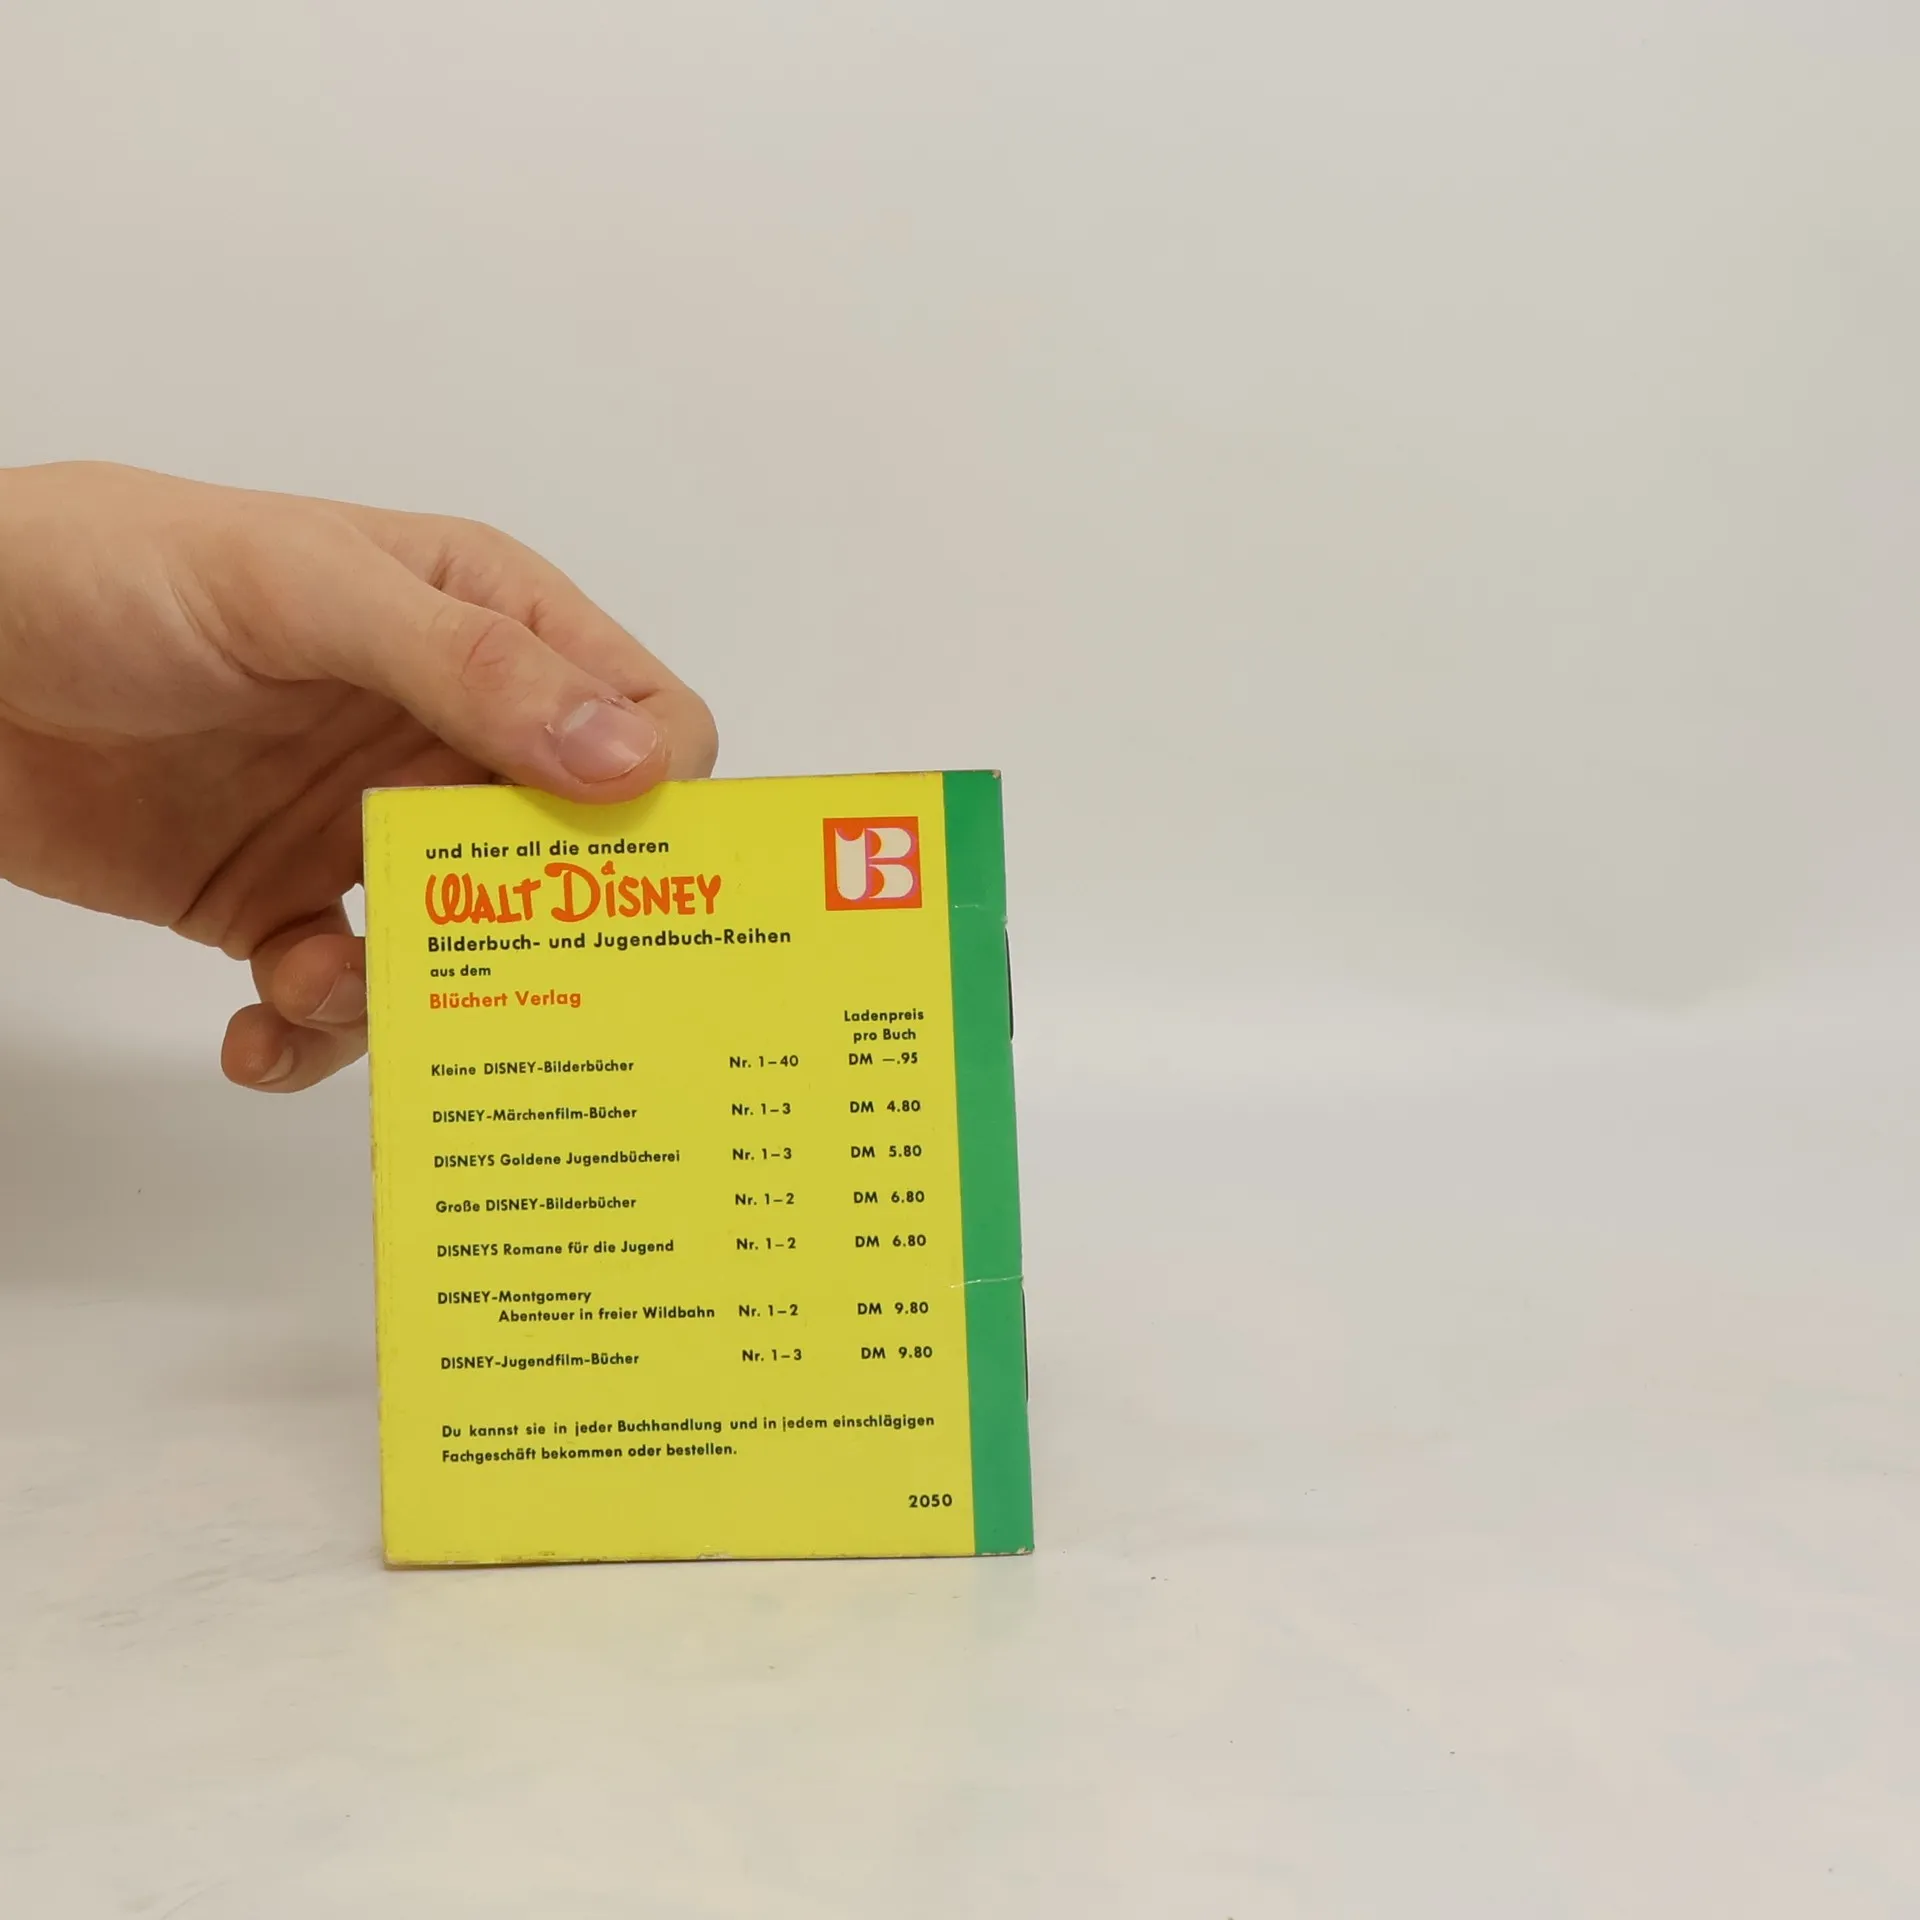 und hier all die anderen
WALT DISNEY
Bilderbuch- und Jugendbuch-Reihen
aus dem
Blüchert Verlag
B
Ladenpreis
pro Buch
Kleine DISNEY-Bilderbücher Nr. 1–40 DM —.95
DISNEY-Märchenfilm-Bücher Nr. 1–3 DM 4.80
DISNEYS Goldene Jugendbücherei Nr. 1–3 DM 5.80
Große DISNEY-Bilderbücher Nr. 1–2 DM 6.80
DISNEYS Romane für die Jugend Nr. 1–2 DM 6.80
DISNEY-Montgomery
Abenteuer in freier Wildbahn Nr. 1–2 DM 9.80
DISNEY-Jugendfilm-Bücher Nr. 1–3 DM 9.80
Du kannst sie in jeder Buchhandlung und in jedem einschlägigen
Fachgeschäft bekommen oder bestellen.
2050